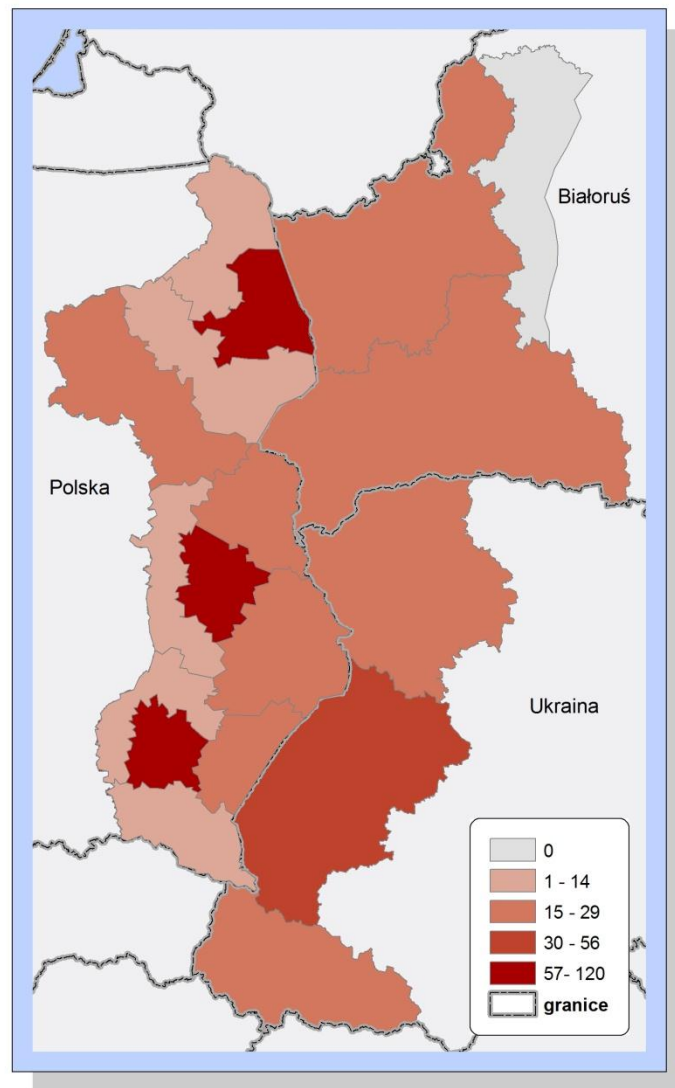 Białoruś
Polska
Ukraina
0
1 - 14
15 - 29
30 - 56
57- 120
granice